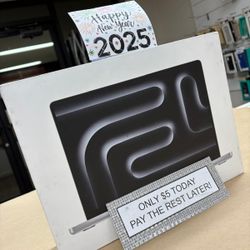 Happy
New Year
2025
ONLY $5 TODAY
PAY THE REST LATER!